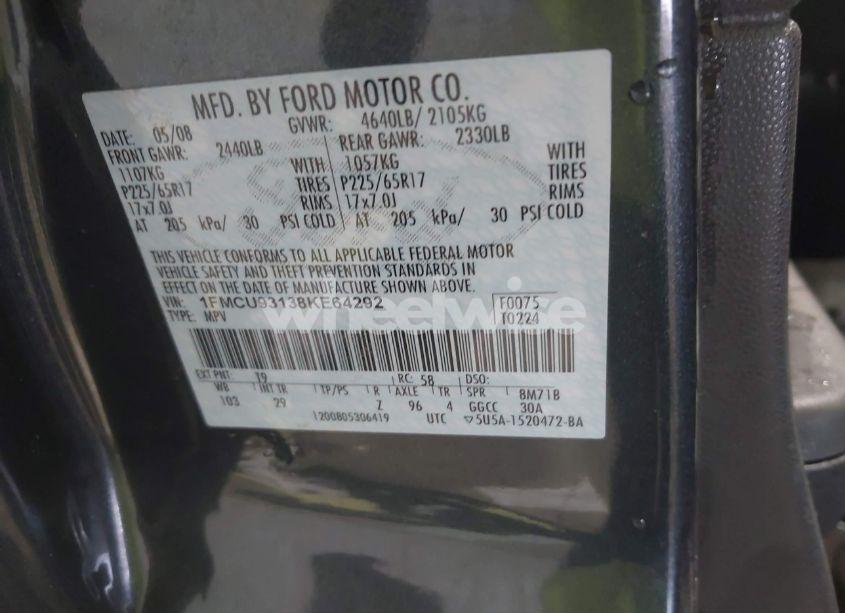 MFD. BY FORD MOTOR CO.
DATE: 05/08 GVWR: 4640LB/ 2105KG
FRONT GAWR: 2440LB REAR GAWR: 2330LB
1107KG WITH 1057KG WITH
P225/65R17 TIRES P225/65R17 TIRES
17x7.0J RIMS 17x7.0J RIMS
AT 205 kPa/ 30 PSI COLD AT 205 kPa/ 30 PSI COLD
THIS VEHICLE CONFORMS TO ALL APPLICABLE FEDERAL MOTOR
VEHICLE SAFETY AND THEFT PREVENTION STANDARDS IN
EFFECT ON THE DATE OF MANUFACTURE SHOWN ABOVE.
VIN: 1FMCU93138KE64292 F0075
TYPE: MPV T0224
wheelwise
EXT PNT: T9 RC: 58 DSO:
WB INT TR TP/PS R AXLE TR SPR 8M71B
103 29 Z 96 4 GGCC 30A
1200805306419 UTC ▽5U5A-1520472-BA